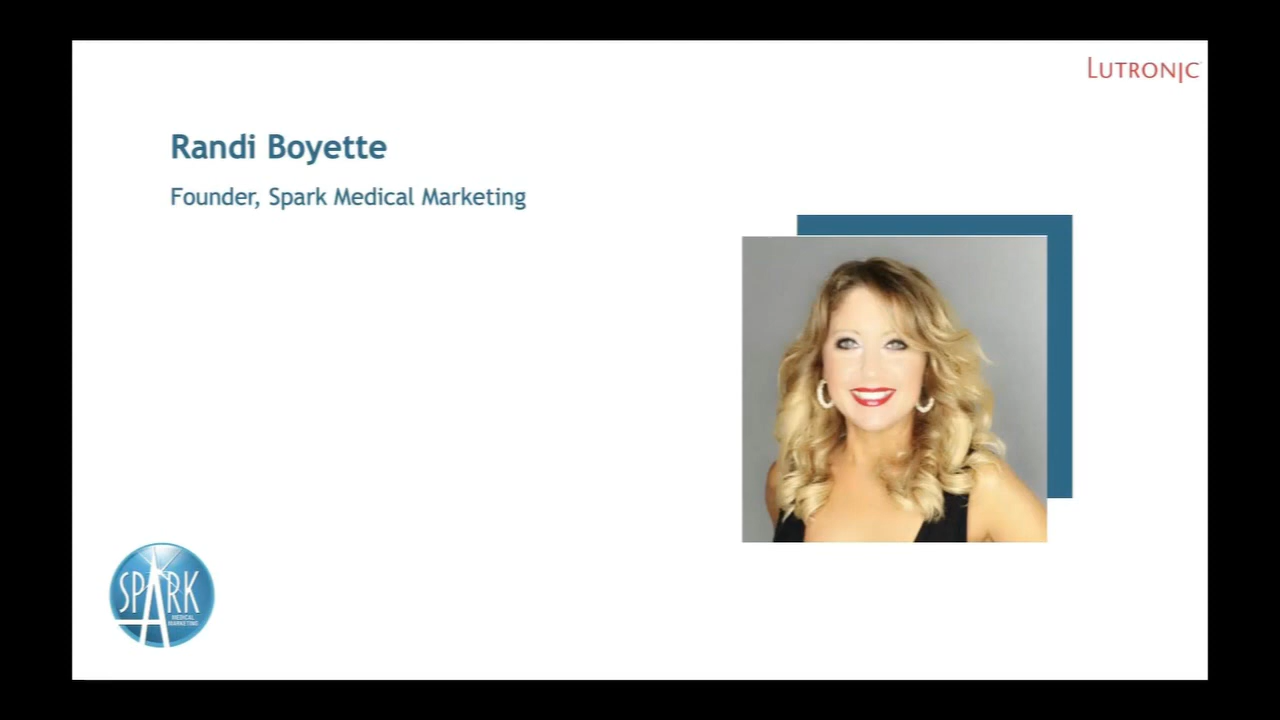 LUTRONIC
Randi Boyette
Founder, Spark Medical Marketing
SPARK
MEDICAL
MARKETING